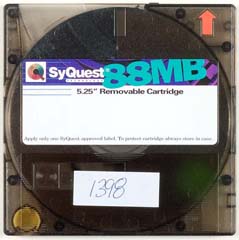 SyQuest 88MB
5.25" Removable Cartridge
Apply only one SyQuest approved label. To protect cartridge always store in case.
1398